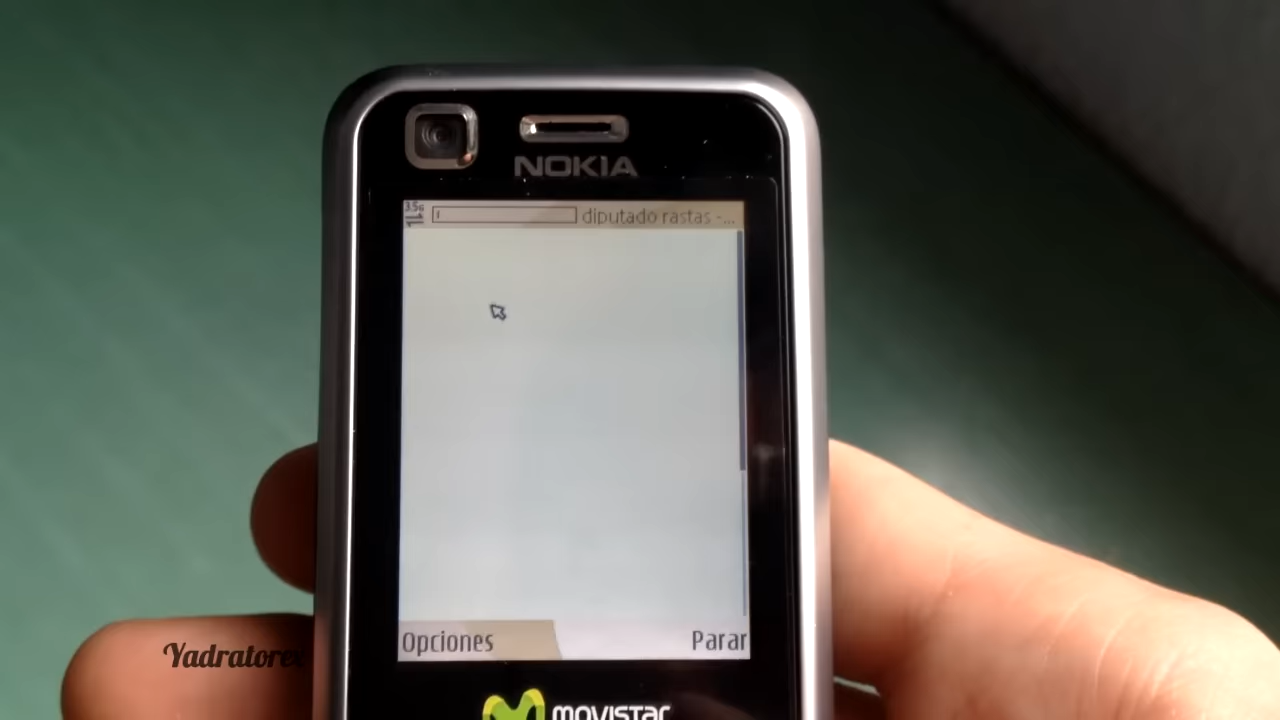 NOKIA
3.5G
diputado rastas -...
Opciones
Parar
Yadratorex
movistar